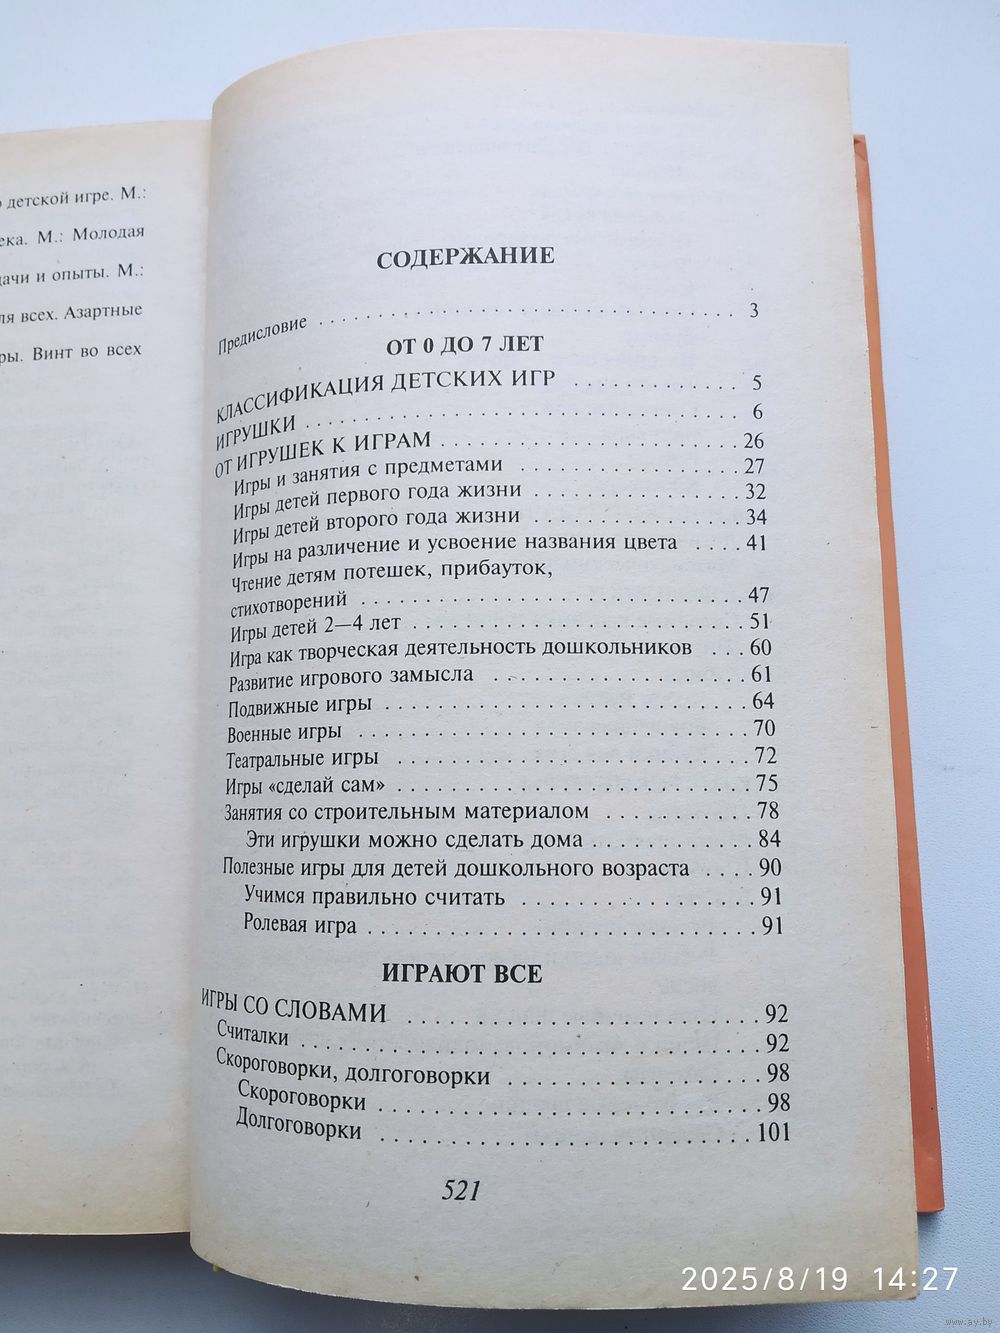 о детской игре. М.:
ека. М.: Молодая
дачи и опыты. М.:
ля всех. Азартные
ры. Винт во всех
СОДЕРЖАНИЕ
Предисловие . . . . . . . . . . . . . . . . . . . . . . . . . . . . . . . 3
ОТ 0 ДО 7 ЛЕТ
КЛАССИФИКАЦИЯ ДЕТСКИХ ИГР . . . . . . . . . . . 5
ИГРУШКИ . . . . . . . . . . . . . . . . . . . . . . . . . . . . . . . . 6
ОТ ИГРУШЕК К ИГРАМ . . . . . . . . . . . . . . . . . . . . . . 26
Игры и занятия с предметами . . . . . . . . . . . . . . . . . 27
Игры детей первого года жизни . . . . . . . . . . . . . . . . 32
Игры детей второго года жизни . . . . . . . . . . . . . . . . 34
Игры на различение и усвоение названия цвета . . . . 41
Чтение детям потешек, прибауток,
стихотворений . . . . . . . . . . . . . . . . . . . . . . . . . . . . . 47
Игры детей 2—4 лет . . . . . . . . . . . . . . . . . . . . . . . . . 51
Игра как творческая деятельность дошкольников . . . 60
Развитие игрового замысла . . . . . . . . . . . . . . . . . . . 61
Подвижные игры . . . . . . . . . . . . . . . . . . . . . . . . . . . 64
Военные игры . . . . . . . . . . . . . . . . . . . . . . . . . . . . . 70
Театральные игры . . . . . . . . . . . . . . . . . . . . . . . . . . 72
Игры «сделай сам» . . . . . . . . . . . . . . . . . . . . . . . . . . 75
Занятия со строительным материалом . . . . . . . . . . . 78
Эти игрушки можно сделать дома . . . . . . . . . . . . 84
Полезные игры для детей дошкольного возраста . . . . 90
Учимся правильно считать . . . . . . . . . . . . . . . . . . 91
Ролевая игра . . . . . . . . . . . . . . . . . . . . . . . . . . . . . 91
ИГРАЮТ ВСЕ
ИГРЫ СО СЛОВАМИ . . . . . . . . . . . . . . . . . . . . . . . . . 92
Считалки . . . . . . . . . . . . . . . . . . . . . . . . . . . . . . . . . 92
Скороговорки, долгоговорки . . . . . . . . . . . . . . . . . . 98
Скороговорки . . . . . . . . . . . . . . . . . . . . . . . . . . . . 98
Долгоговорки . . . . . . . . . . . . . . . . . . . . . . . . . . . . 101
521
2025/8/19 14:27
www.ay.by